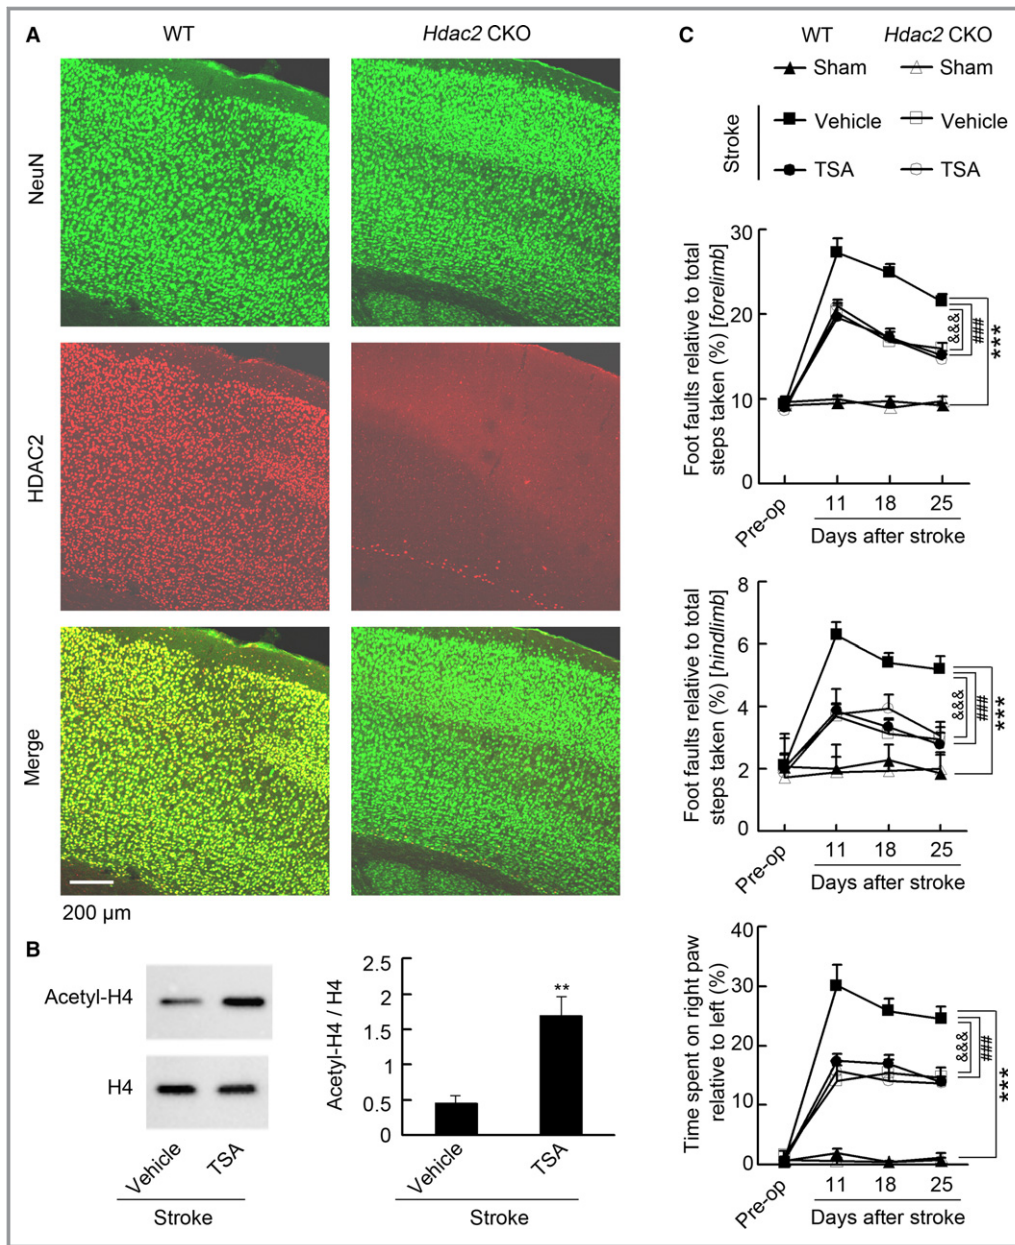 A
WT
Hdac2 CKO
NeuN
HDAC2
Merge
200 µm
B
Acetyl-H4
H4
Vehicle
TSA
Stroke
Acetyl-H4 / H4
2.5
2
1.5
1
0.5
0
**
Vehicle
TSA
Stroke
C
WT
Hdac2 CKO
Sham
Sham
Stroke
Vehicle
Vehicle
TSA
TSA
Foot faults relative to total
steps taken (%) [forelimb]
30
20
10
0
&&&
###
***
Pre-op
11
18
25
Days after stroke
Foot faults relative to total
steps taken (%) [hindlimb]
8
6
4
2
0
&&&
###
***
Pre-op
11
18
25
Days after stroke
Time spent on right paw
relative to left (%)
30
20
10
0
&&&
###
***
Pre-op
11
18
25
Days after stroke